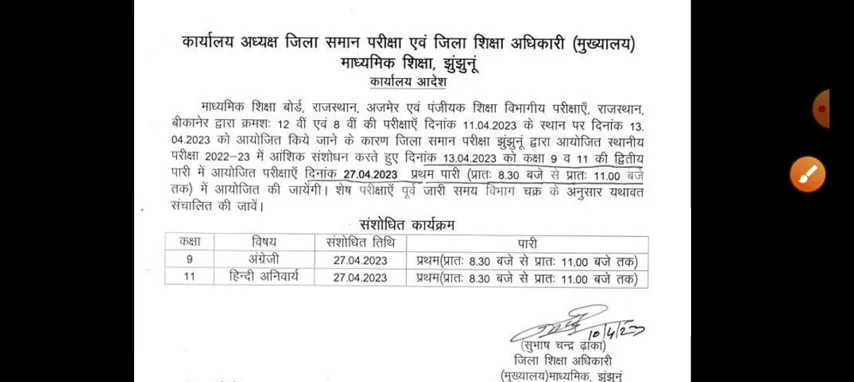 कार्यालय अध्यक्ष जिला समान परीक्षा एवं जिला शिक्षा अधिकारी (मुख्यालय)
माध्यमिक शिक्षा, झुंझुनूं
कार्यालय आदेश
माध्यमिक शिक्षा बोर्ड, राजस्थान, अजमेर एवं पंजीयक शिक्षा विभागीय परीक्षाएँ, राजस्थान,
बीकानेर द्वारा क्रमशः 12 वीं एवं 8 वीं की परीक्षाएँ दिनांक 11.04.2023 के स्थान पर दिनांक 13.
04.2023 को आयोजित किये जाने के कारण जिला समान परीक्षा झुंझुनूं द्वारा आयोजित स्थानीय
परीक्षा 2022-23 में आंशिक संशोधन करते हुए दिनांक 13.04.2023 को कक्षा 9 व 11 की द्वितीय
पारी में आयोजित परीक्षाएँ दिनांक 27.04.2023 प्रथम पारी (प्रातः 8.30 बजे से प्रातः 11.00 बजे
तक) में आयोजित की जायेंगी। शेष परीक्षाएँ पूर्व जारी समय विभाग चक्र के अनुसार यथावत
संचालित की जावें।
संशोधित कार्यक्रम
कक्षा विषय संशोधित तिथि पारी
9 अंग्रेजी 27.04.2023 प्रथम(प्रातः 8.30 बजे से प्रातः 11.00 बजे तक)
11 हिन्दी अनिवार्य 27.04.2023 प्रथम(प्रातः 8.30 बजे से प्रातः 11.00 बजे तक)
10/4/23
(सुभाष चन्द्र ढ़ाका)
जिला शिक्षा अधिकारी
(मुख्यालय)माध्यमिक, झुंझुनूं